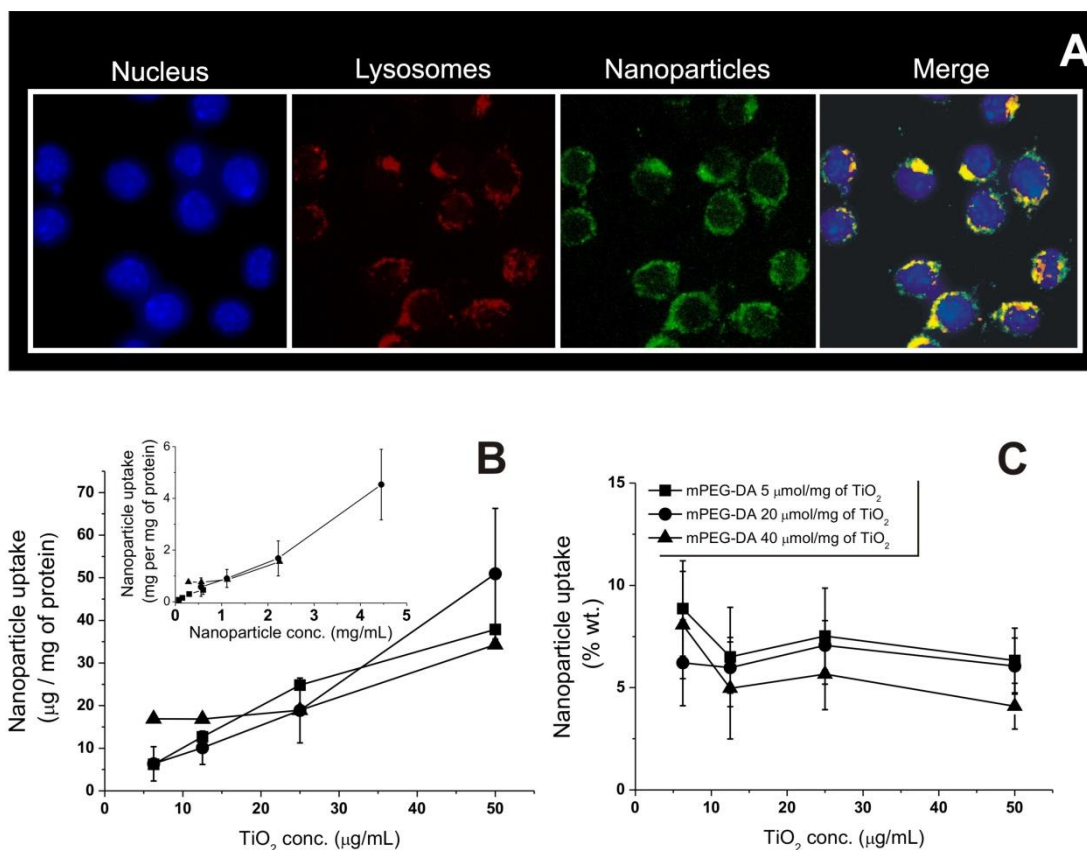 A
Nucleus
Lysosomes
Nanoparticles
Merge
B
Nanoparticle uptake
(μg / mg of protein)
75
70
60
50
40
30
20
10
0
0
10
20
30
40
50
TiO₂ conc. (μg/mL)
Nanoparticle uptake
(mg per mg of protein)
6
4
2
0
0
1
2
3
4
5
Nanoparticle conc. (mg/mL)
C
mPEG-DA 5 μmol/mg of TiO₂
mPEG-DA 20 μmol/mg of TiO₂
mPEG-DA 40 μmol/mg of TiO₂
Nanoparticle uptake
(% wt.)
15
10
5
0
0
10
20
30
40
50
TiO₂ conc. (μg/mL)